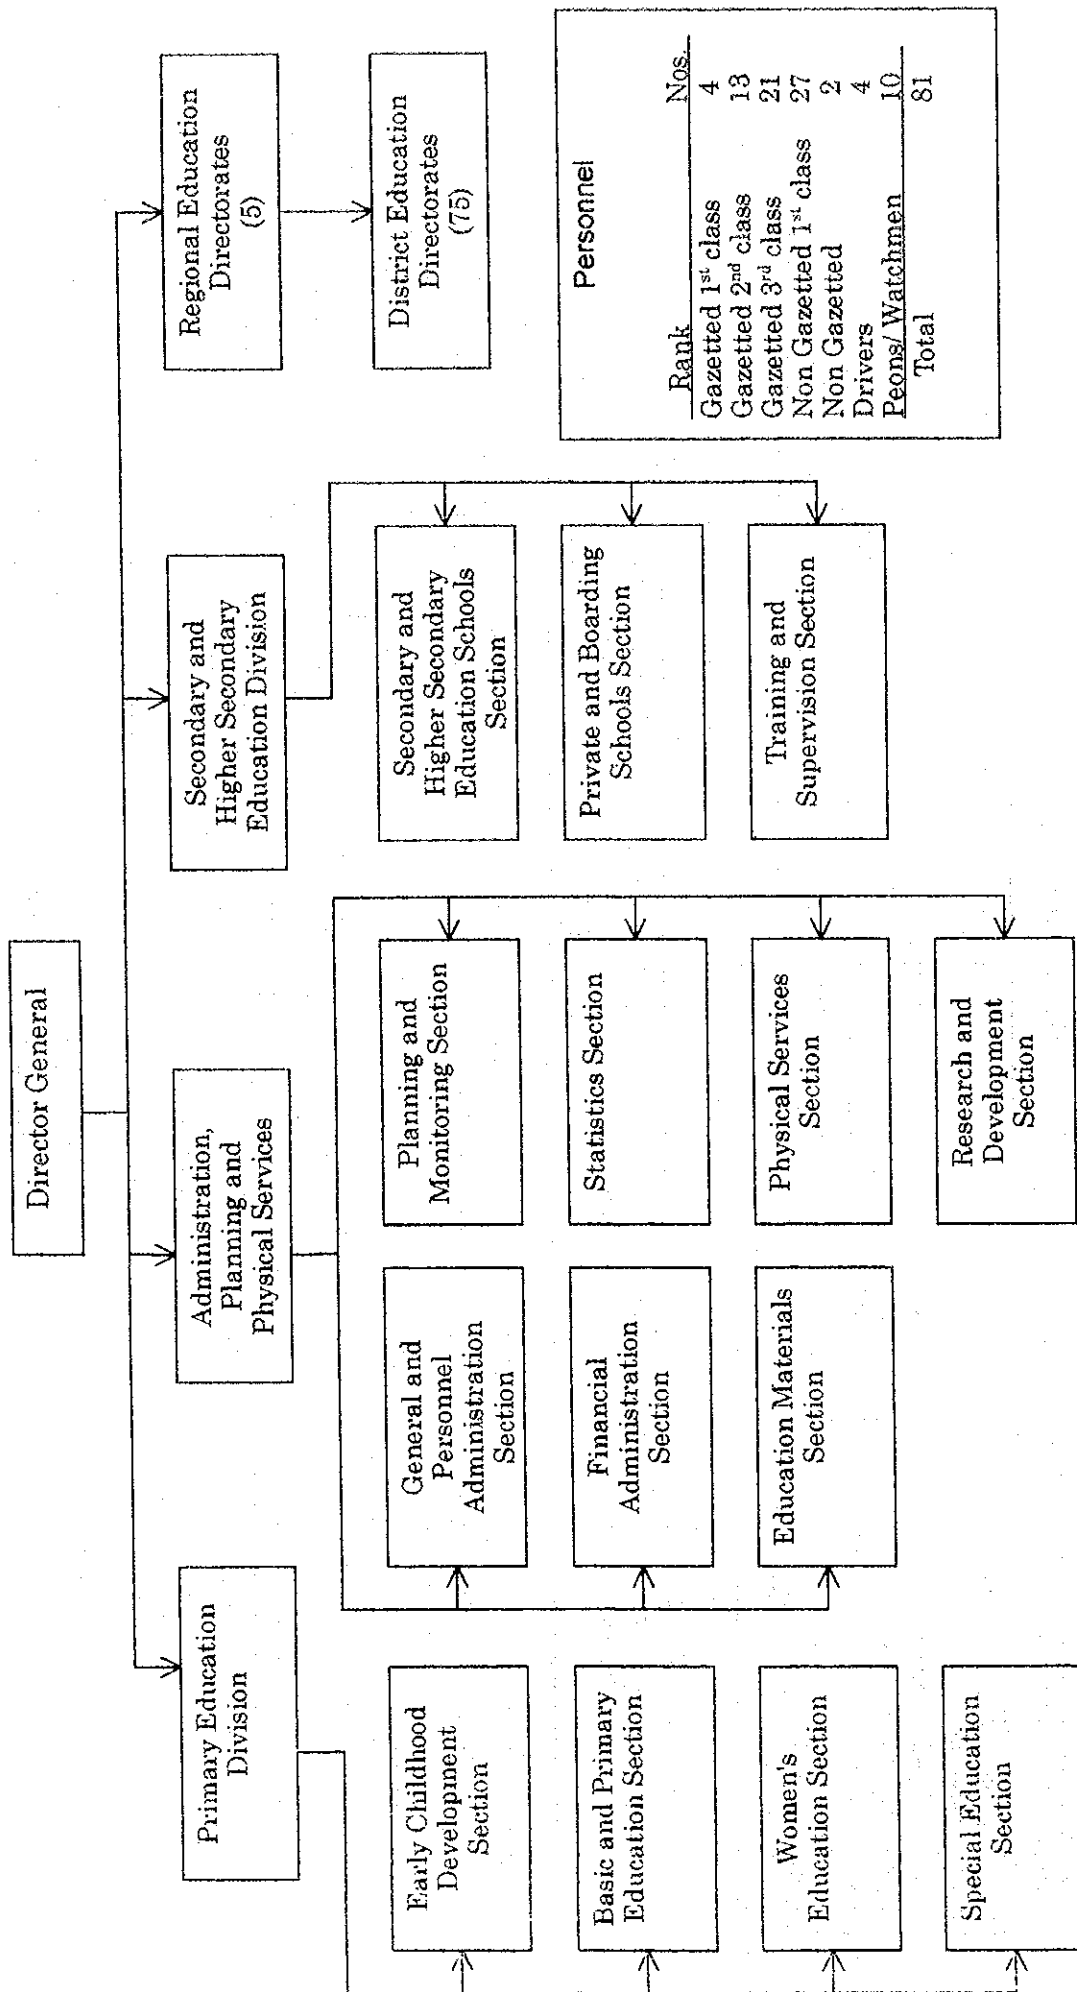 Director General
Primary Education
Division
Administration,
Planning and
Physical Services
Secondary and
Higher Secondary
Education Division
Regional Education
Directorates
(5)
Early Childhood
Development
Section
Basic and Primary
Education Section
Women's
Education Section
Special Education
Section
General and
Personnel
Administration
Section
Financial
Administration
Section
Education Materials
Section
Planning and
Monitoring Section
Statistics Section
Physical Services
Section
Research and
Development
Section
Secondary and
Higher Secondary
Education Schools
Section
Private and Boarding
Schools Section
Training and
Supervision Section
District Education
Directorates
(75)
Personnel
Rank Nos.
Gazetted 1st class 4
Gazetted 2nd class 13
Gazetted 3rd class 21
Non Gazetted 1st class 27
Non Gazetted 2
Drivers 4
Peons/ Watchmen 10
Total 81